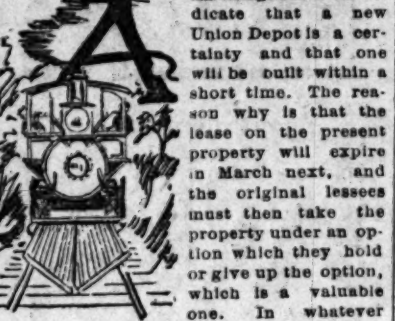 A
dicate that a new
Union Depot is a cer-
tainty and that one
will be built within a
short time. The rea-
son why is that the
lease on the present
property will expire
in March next, and
the original lessees
must then take the
property under an op-
tion which they hold
or give up the option,
which is a valuable
one. In whatever